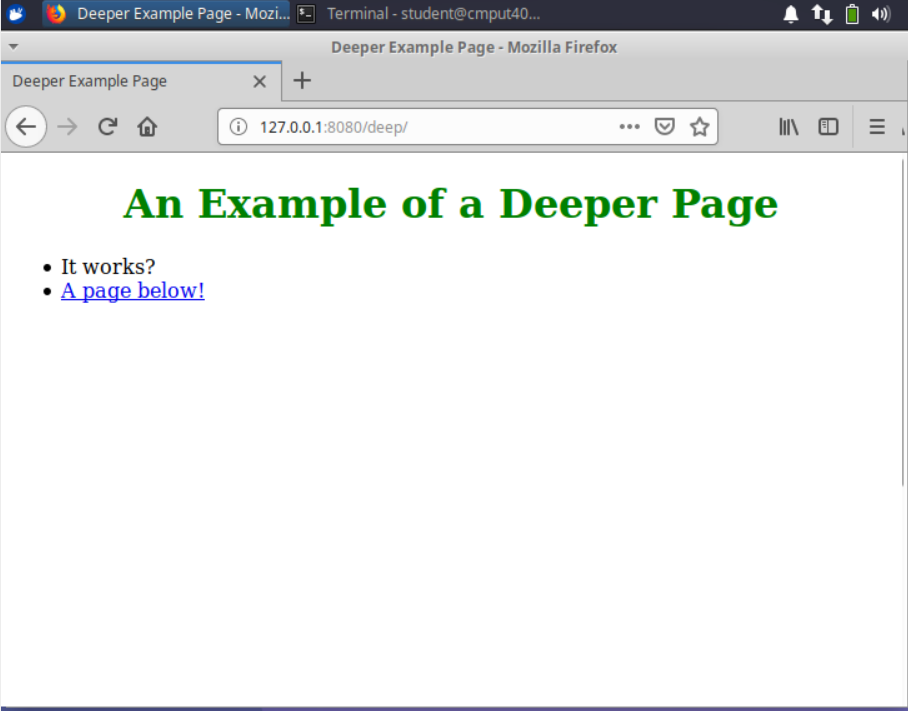 Deeper Example Page - Mozi...
Terminal - student@cmput40...
Deeper Example Page - Mozilla Firefox
Deeper Example Page
127.0.0.1:8080/deep/
An Example of a Deeper Page
It works?
A page below!